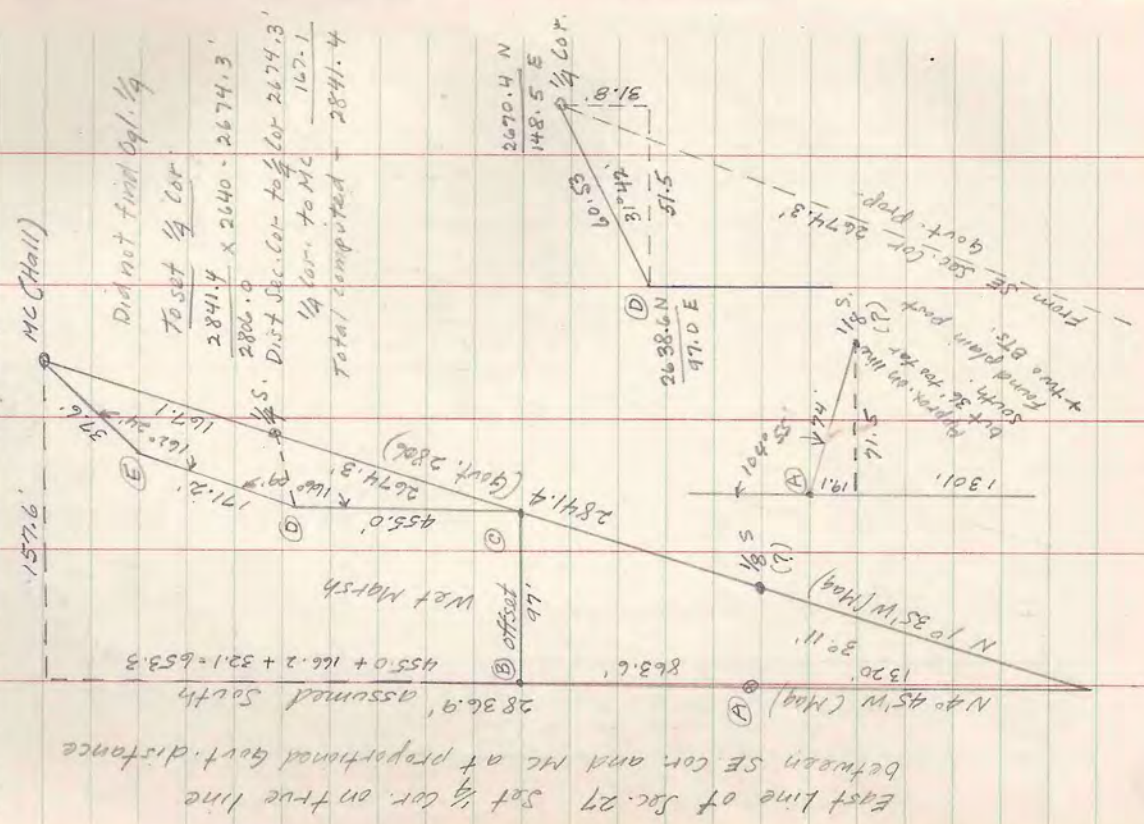 East Line of Sec. 27 Set 1/4 Cor. on true line
between SE Cor. and MC at proportioned Govt. distance
MC (Hall)
157.6'
37.6'
162° 24'
E
171.2'
167.1
1/4 S.
160° 09'
D
2674.3'
455.0'
(Govt. 2806)
C
2841.4
Wet Marsh
B offset
97'
455.0 + 166.2 + 32.1 = 653.3
2836.9' assumed South
863.6'
1/8 S
(?)
A
1320'
3° 11'
N 4° 45' W (Mag)
N 1° 35' W (Mag)
Did not find Ogl. 1/4
To set 1/4 Cor.
2841.4
2806.0
x 2640 - 2674.3'
Dist Sec. Cor to 1/4 Cor 2674.3'
1/4 Cor. to MC 167.1
Total computed - 2841.4
2670.4 N
148.5 E
1/4 Cor.
31.8'
60.53
31° 42'
51.5
D
2638.6 N
97.0 E
From SE Sec. Cor 2674.3'
Govt. Prop.
104° 55'
A
74'
19.1
71.5
1/8 S.
(?)
1301.
Approx. on line
but 36' too far
South. Found plain post
+ two BTS.